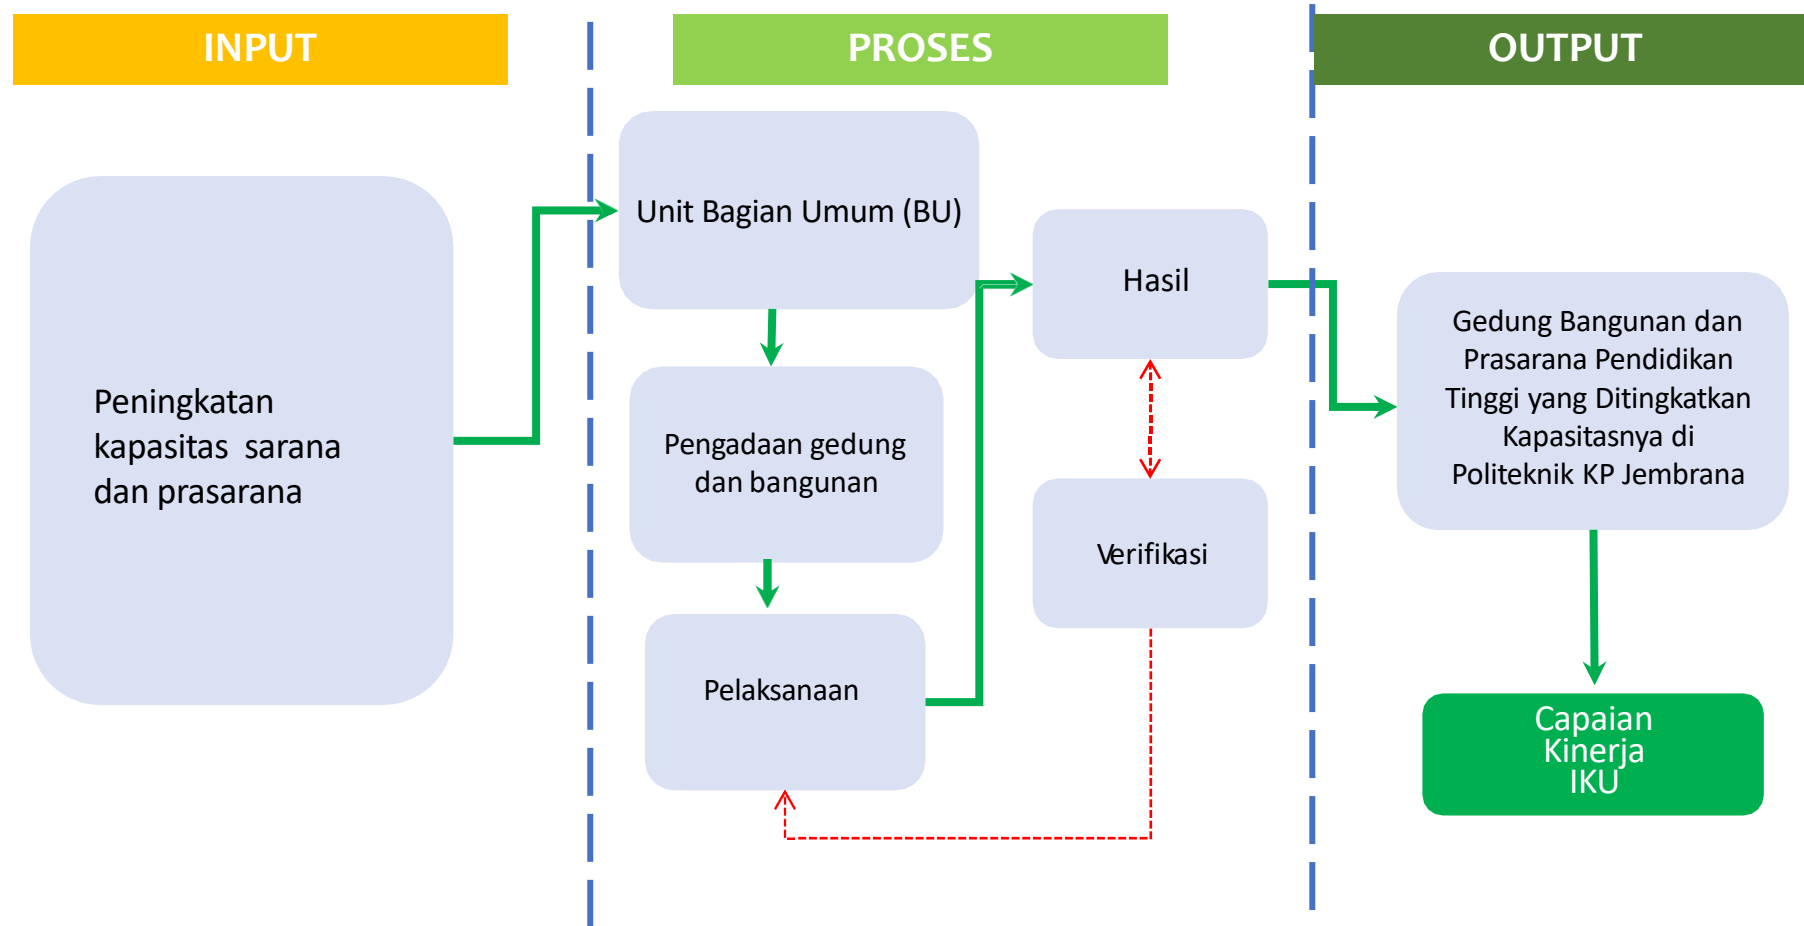 INPUT
PROSES
OUTPUT
Peningkatan
kapasitas sarana
dan prasarana
Unit Bagian Umum (BU)
Pengadaan gedung
dan bangunan
Pelaksanaan
Hasil
Verifikasi
Gedung Bangunan dan
Prasarana Pendidikan
Tinggi yang Ditingkatkan
Kapasitasnya di
Politeknik KP Jembrana
Capaian
Kinerja
IKU